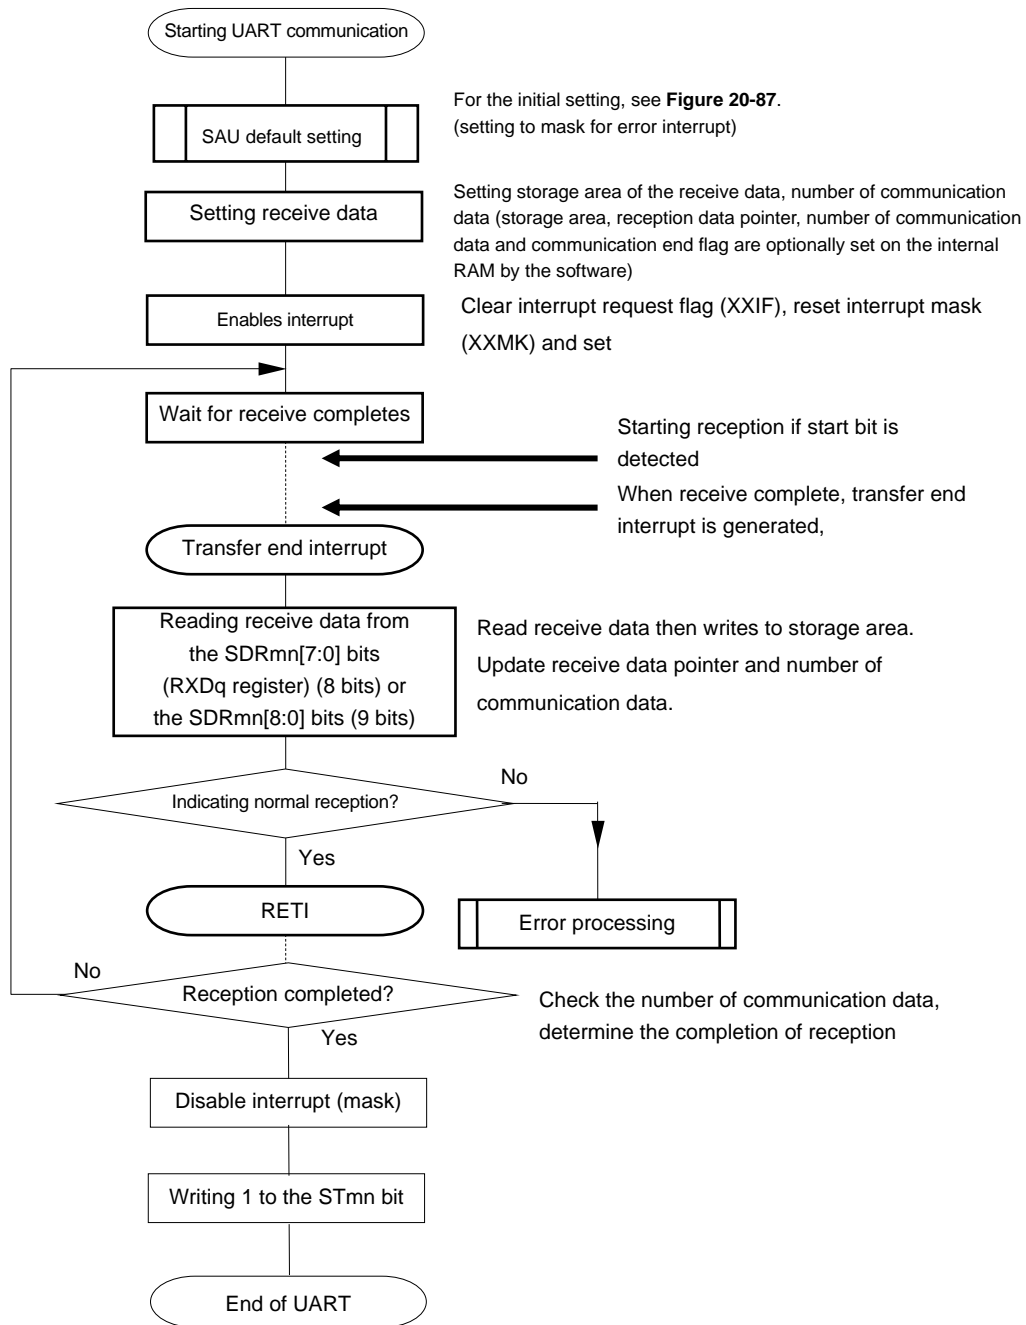 Starting UART communication
For the initial setting, see Figure 20-87.
(setting to mask for error interrupt)
SAU default setting
Setting storage area of the receive data, number of communication
data (storage area, reception data pointer, number of communication
data and communication end flag are optionally set on the internal
RAM by the software)
Setting receive data
Clear interrupt request flag (XXIF), reset interrupt mask
(XXMK) and set
Enables interrupt
Wait for receive completes
Starting reception if start bit is
detected
When receive complete, transfer end
interrupt is generated,
Transfer end interrupt
Reading receive data from
the SDRmn[7:0] bits
(RXDq register) (8 bits) or
the SDRmn[8:0] bits (9 bits)
Read receive data then writes to storage area.
Update receive data pointer and number of
communication data.
No
Indicating normal reception?
Yes
RETI
Error processing
No
Reception completed?
Check the number of communication data,
determine the completion of reception
Yes
Disable interrupt (mask)
Writing 1 to the STmn bit
End of UART